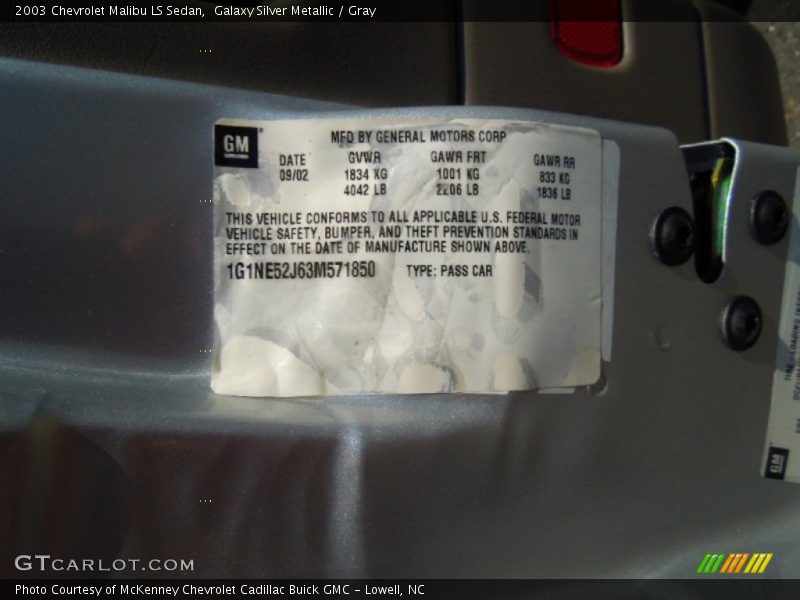 2003 Chevrolet Malibu LS Sedan,  Galaxy Silver Metallic / Gray
GM
MFD BY GENERAL MOTORS CORP
DATE GVWR GAWR FRT GAWR RR
09/02 1834 KG 1001 KG 833 KG
4042 LB 2206 LB 1836 LB
THIS VEHICLE CONFORMS TO ALL APPLICABLE U.S. FEDERAL MOTOR
VEHICLE SAFETY, BUMPER, AND THEFT PREVENTION STANDARDS IN
EFFECT ON THE DATE OF MANUFACTURE SHOWN ABOVE.
1G1NE52J63M571850 TYPE: PASS CAR
GM
GTCARLOT.COM
Photo Courtesy of McKenney Chevrolet Cadillac Buick GMC - Lowell, NC